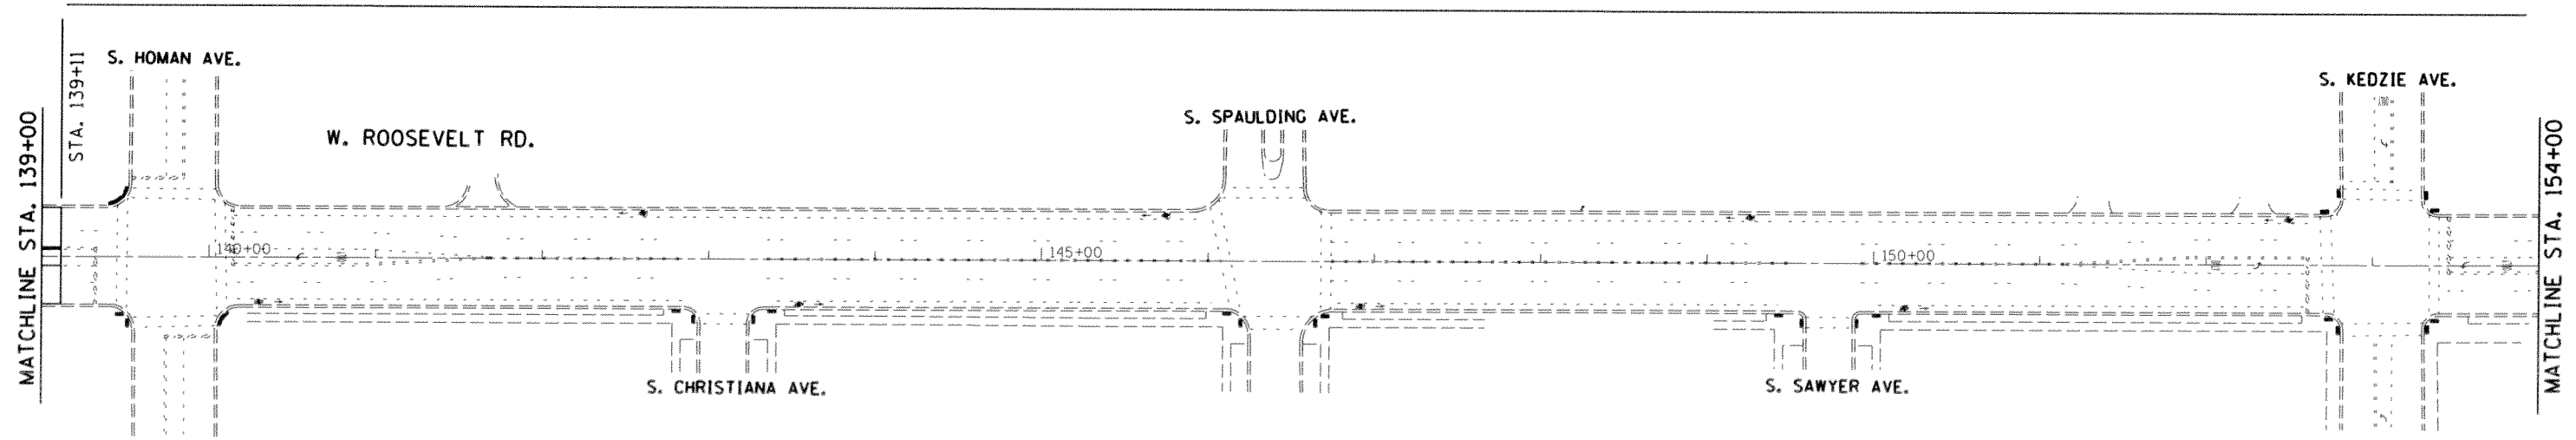 MATCHLINE STA. 139+00
STA. 139+11
S. HOMAN AVE.
W. ROOSEVELT RD.
S. SPAULDING AVE.
S. KEDZIE AVE.
140+00
145+00
150+00
S. CHRISTIANA AVE.
S. SAWYER AVE.
MATCHLINE STA. 154+00